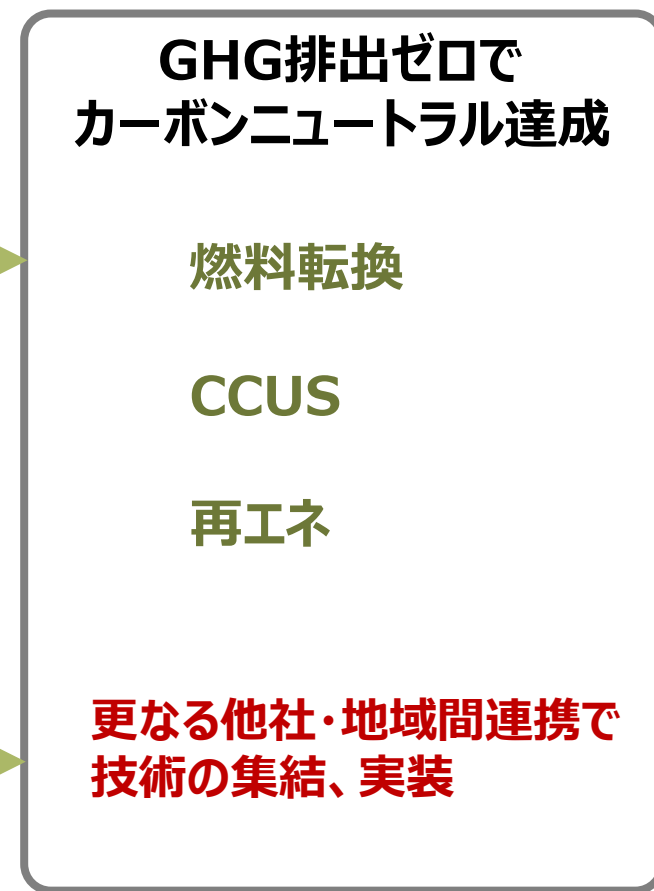 GHG排出ゼロで
カーボンニュートラル達成
燃料転換
CCUS
再エネ
更なる他社・地域間連携で
技術の集結、実装